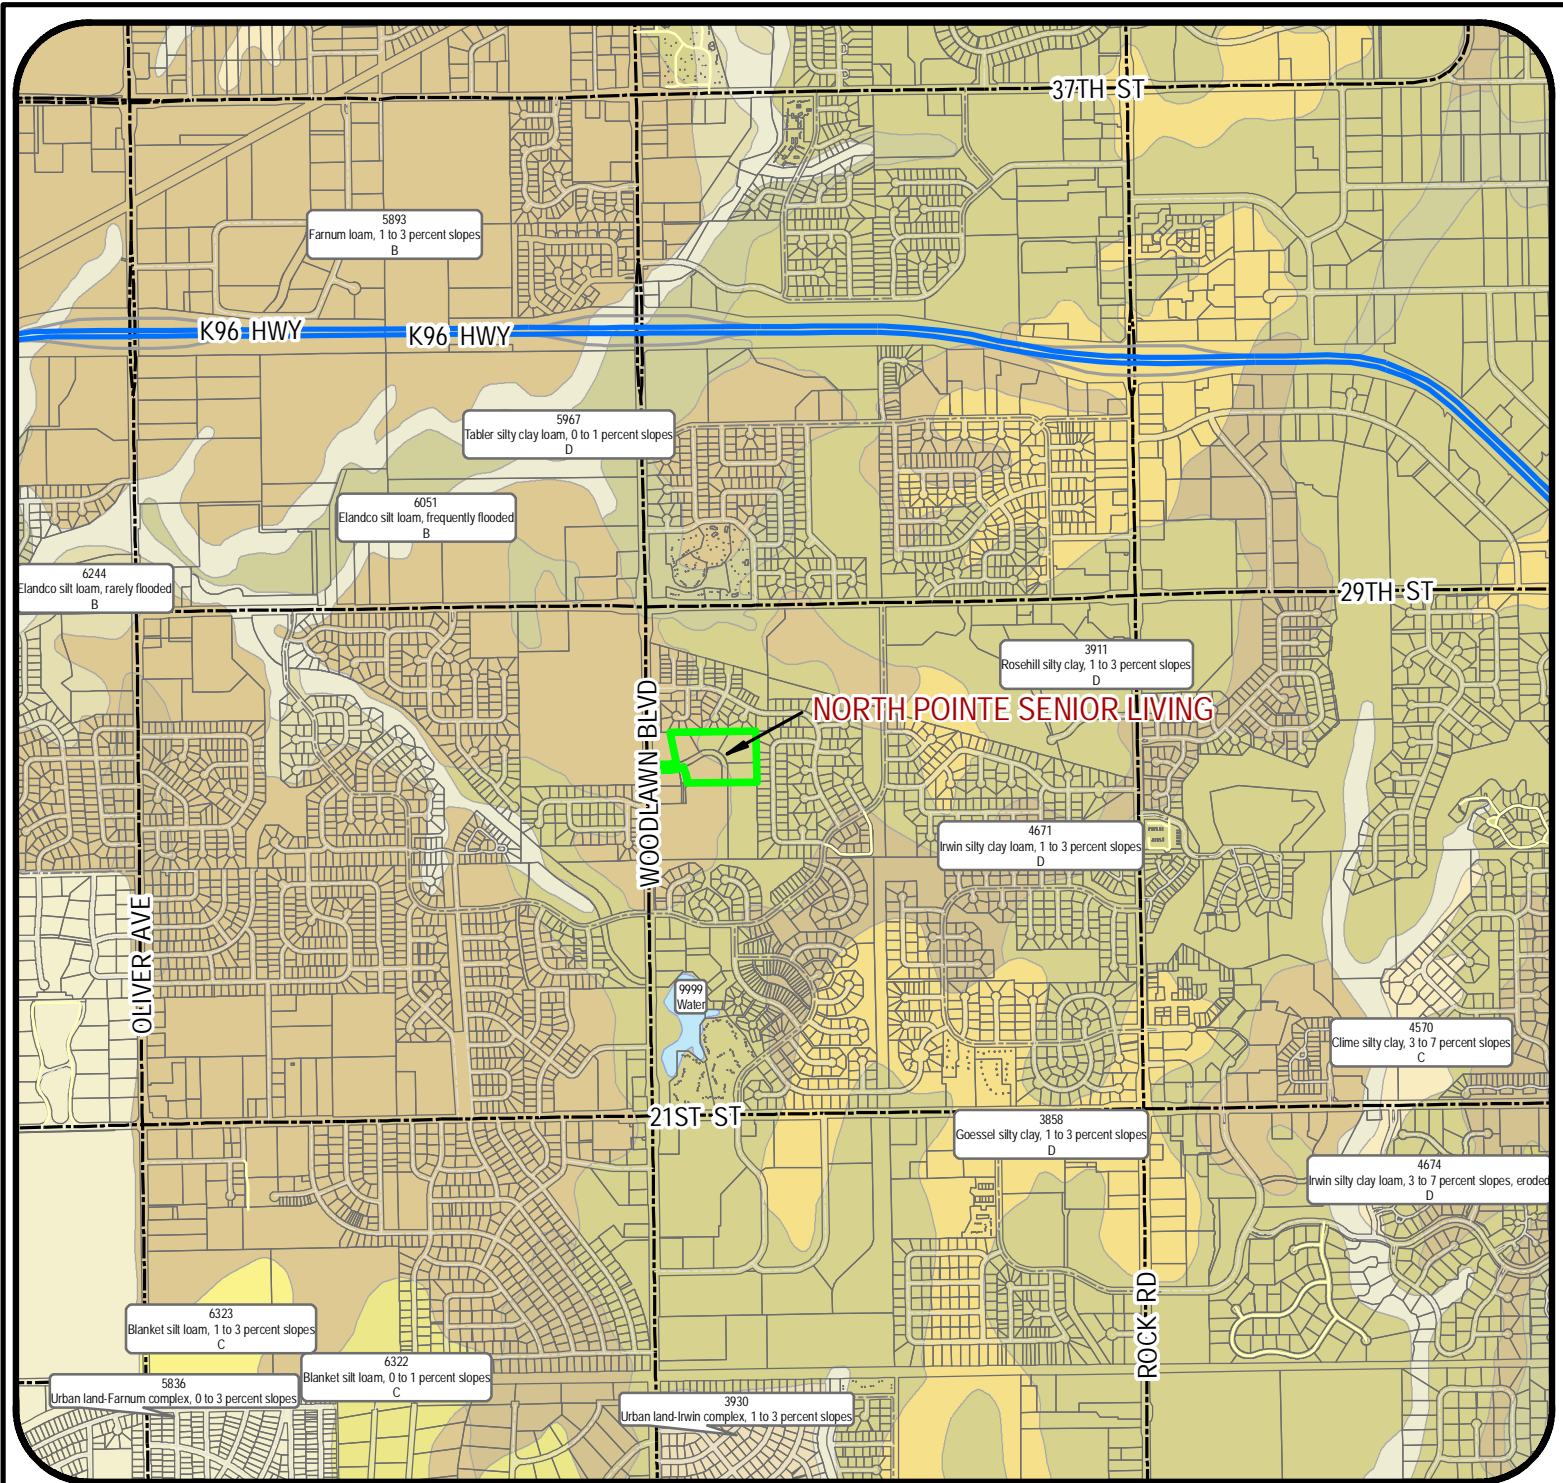 37TH ST
5893
Farnum loam, 1 to 3 percent slopes
B
K96 HWY
K96 HWY
5967
Tabler silty clay loam, 0 to 1 percent slopes
D
6051
Elandco silt loam, frequently flooded
B
6244
Elandco silt loam, rarely flooded
B
29TH ST
3911
Rosehill silty clay, 1 to 3 percent slopes
D
WOODLAWN BLVD
NORTH POINTE SENIOR LIVING
4671
Irwin silty clay loam, 1 to 3 percent slopes
D
OLIVER AVE
9999
Water
4570
Clime silty clay, 3 to 7 percent slopes
C
21ST ST
3858
Goessel silty clay, 1 to 3 percent slopes
D
4674
Irwin silty clay loam, 3 to 7 percent slopes, eroded
D
ROCK RD
6323
Blanket silt loam, 1 to 3 percent slopes
C
6322
Blanket silt loam, 0 to 1 percent slopes
C
5836
Urban land-Farnum complex, 0 to 3 percent slopes
3930
Urban land-Irwin complex, 1 to 3 percent slopes